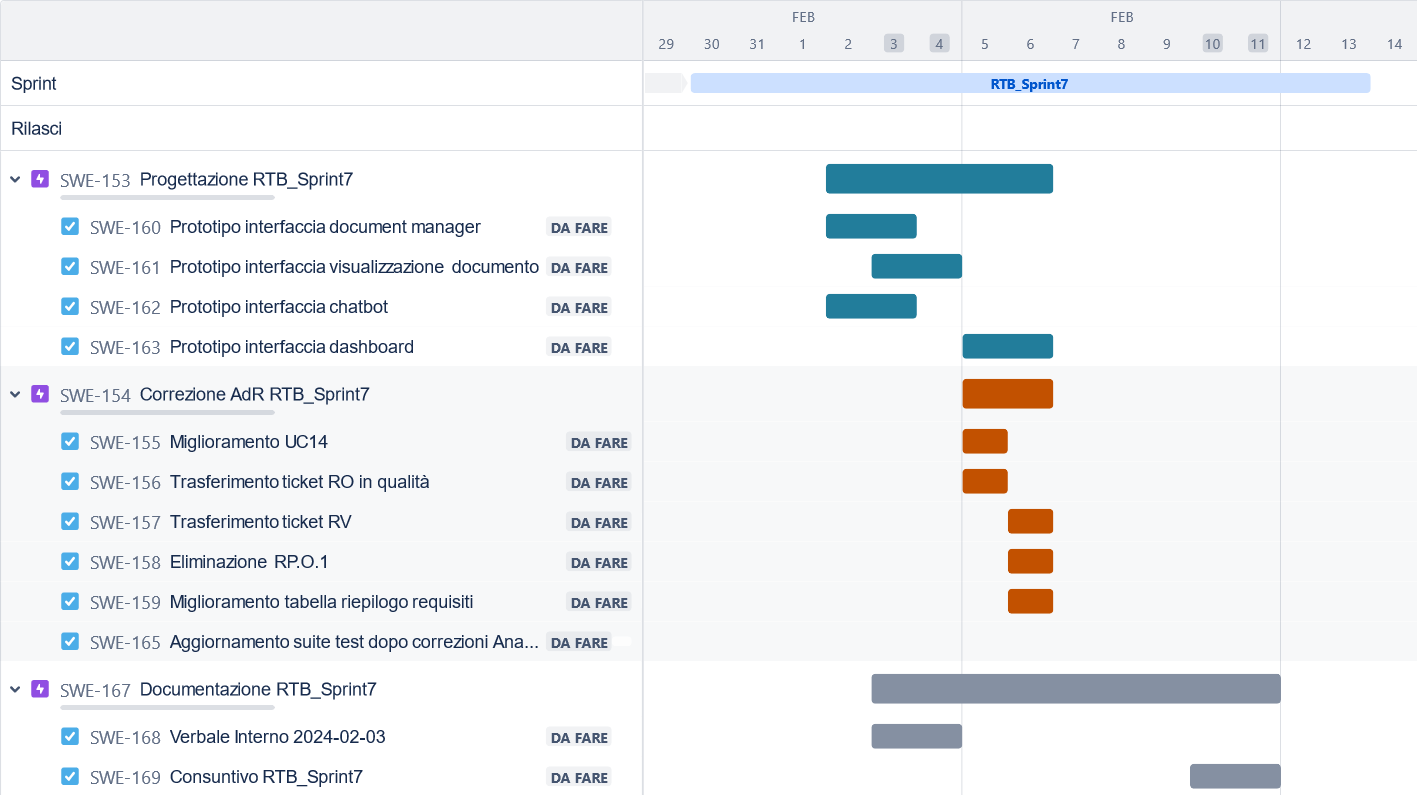 FEB FEB
29 30 31 1 2 3 4 5 6 7 8 9 10 11 12 13 14
Sprint RTB_Sprint7
Rilasci
SWE-153 Progettazione RTB_Sprint7
SWE-160 Prototipo interfaccia document manager DA FARE
SWE-161 Prototipo interfaccia visualizzazione documento DA FARE
SWE-162 Prototipo interfaccia chatbot DA FARE
SWE-163 Prototipo interfaccia dashboard DA FARE
SWE-154 Correzione AdR RTB_Sprint7
SWE-155 Miglioramento UC14 DA FARE
SWE-156 Trasferimento ticket RO in qualità DA FARE
SWE-157 Trasferimento ticket RV DA FARE
SWE-158 Eliminazione RP.O.1 DA FARE
SWE-159 Miglioramento tabella riepilogo requisiti DA FARE
SWE-165 Aggiornamento suite test dopo correzioni Ana... DA FARE
SWE-167 Documentazione RTB_Sprint7
SWE-168 Verbale Interno 2024-02-03 DA FARE
SWE-169 Consuntivo RTB_Sprint7 DA FARE